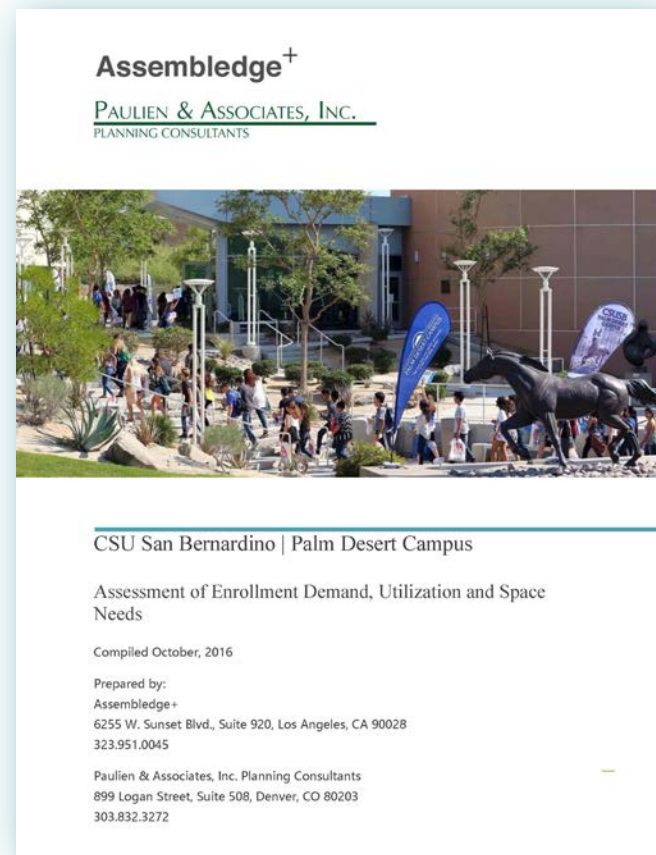 Assembledge+
PAULIEN & ASSOCIATES, INC.
PLANNING CONSULTANTS
CSU San Bernardino | Palm Desert Campus
Assessment of Enrollment Demand, Utilization and Space
Needs
Compiled October, 2016
Prepared by:
Assembledge+
6255 W. Sunset Blvd., Suite 920, Los Angeles, CA 90028
323.951.0045
Paulien & Associates, Inc. Planning Consultants
899 Logan Street, Suite 508, Denver, CO 80203
303.832.3272